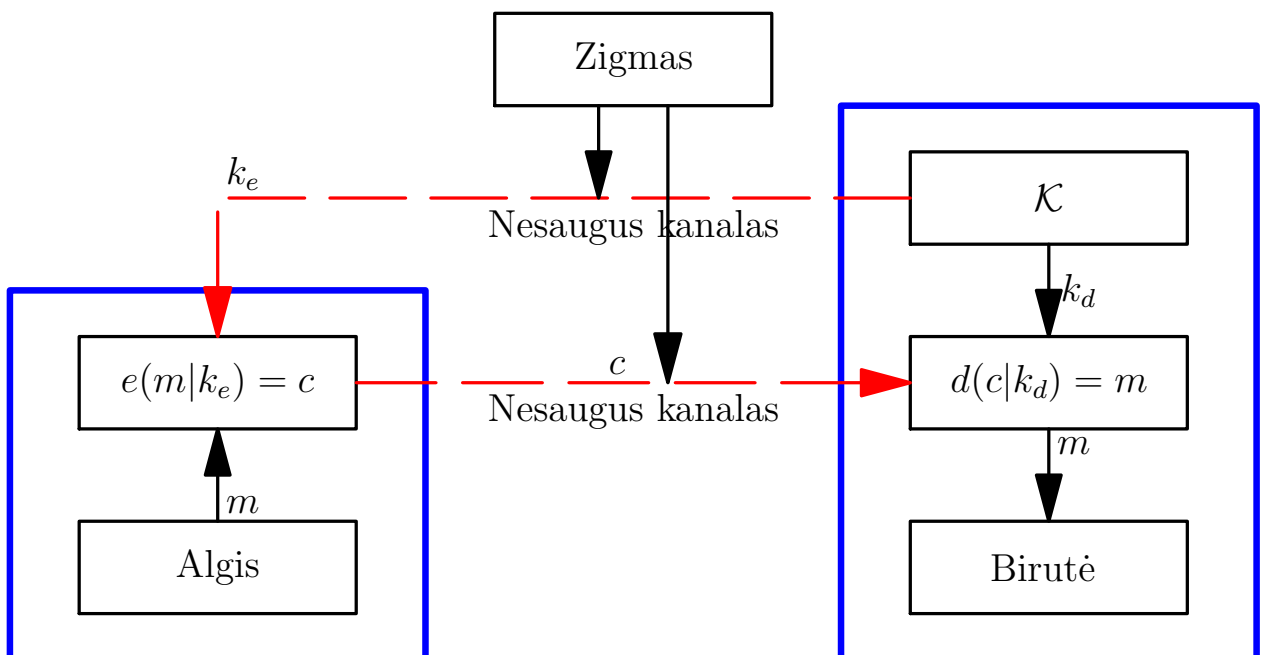 Zigmas
k_e
𝒦
Nesaugus kanalas
k_d
e(m|k_e) = c
c
d(c|k_d) = m
Nesaugus kanalas
m
m
Algis
Birutė